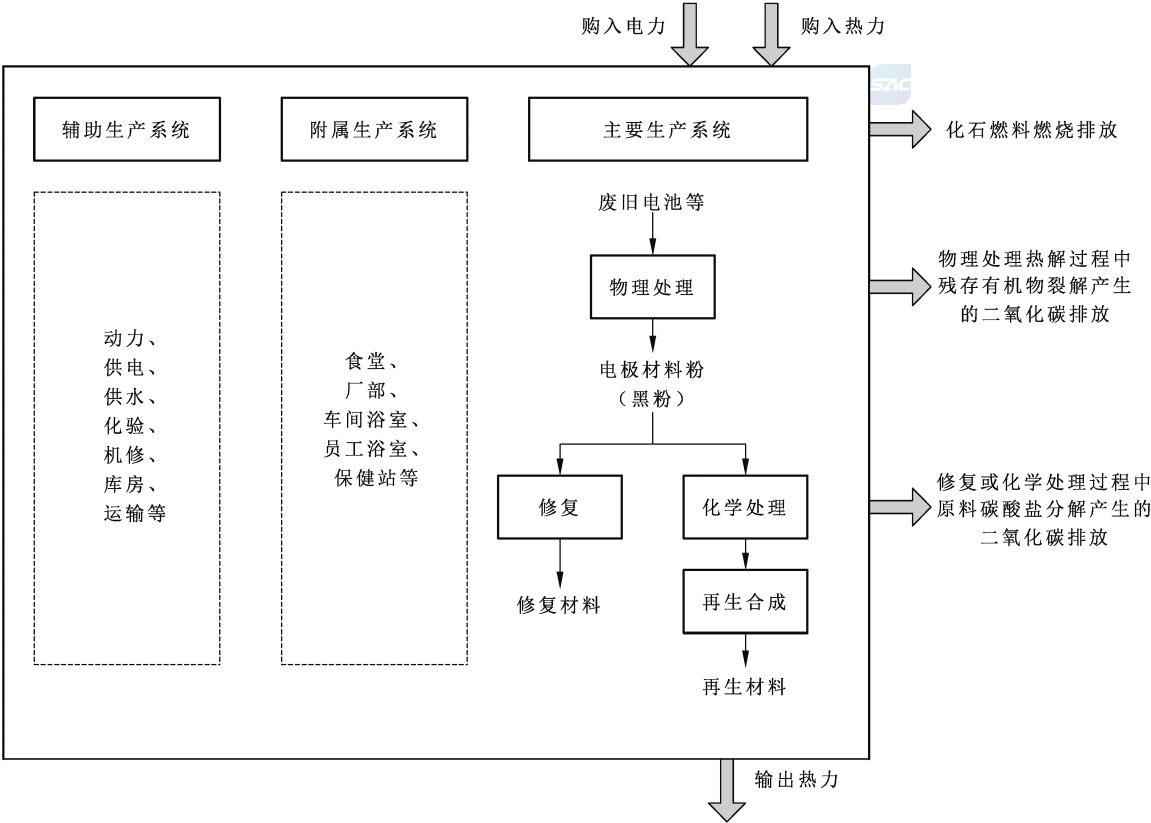 购入电力
购入热力
SAC
辅助生产系统
附属生产系统
主要生产系统
化石燃料燃烧排放
动力、
供电、
供水、
化验、
机修、
库房、
运输等
食堂、
厂部、
车间浴室、
员工浴室、
保健站等
废旧电池等
物理处理
电极材料粉
（黑粉）
修复
化学处理
修复材料
再生合成
再生材料
物理处理热解过程中
残存有机物裂解产生
的二氧化碳排放
修复或化学处理过程中
原料碳酸盐分解产生的
二氧化碳排放
输出热力